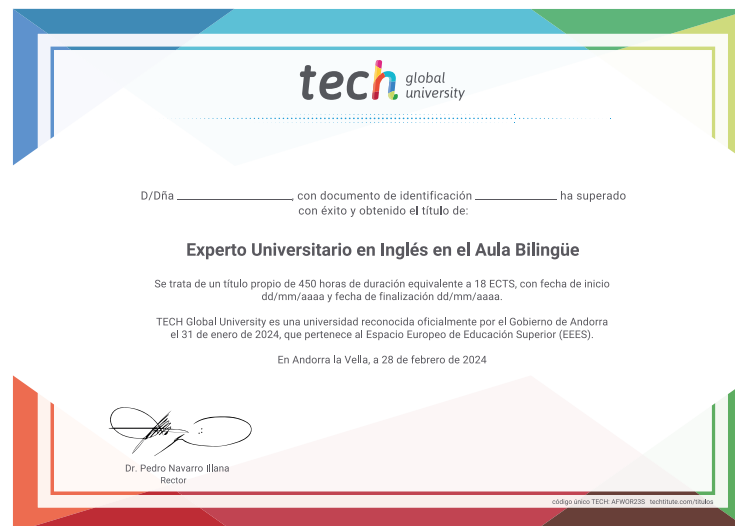 tech global university
D/Dña ____________, con documento de identificación ____________ ha superado
con éxito y obtenido el título de:
Experto Universitario en Inglés en el Aula Bilingüe
Se trata de un título propio de 450 horas de duración equivalente a 18 ECTS, con fecha de inicio
dd/mm/aaaa y fecha de finalización dd/mm/aaaa.
TECH Global University es una universidad reconocida oficialmente por el Gobierno de Andorra
el 31 de enero de 2024, que pertenece al Espacio Europeo de Educación Superior (EEES).
En Andorra la Vella, a 28 de febrero de 2024
Dr. Pedro Navarro Illana
Rector
código único TECH: AFWOR23S techtitute.com/titulos